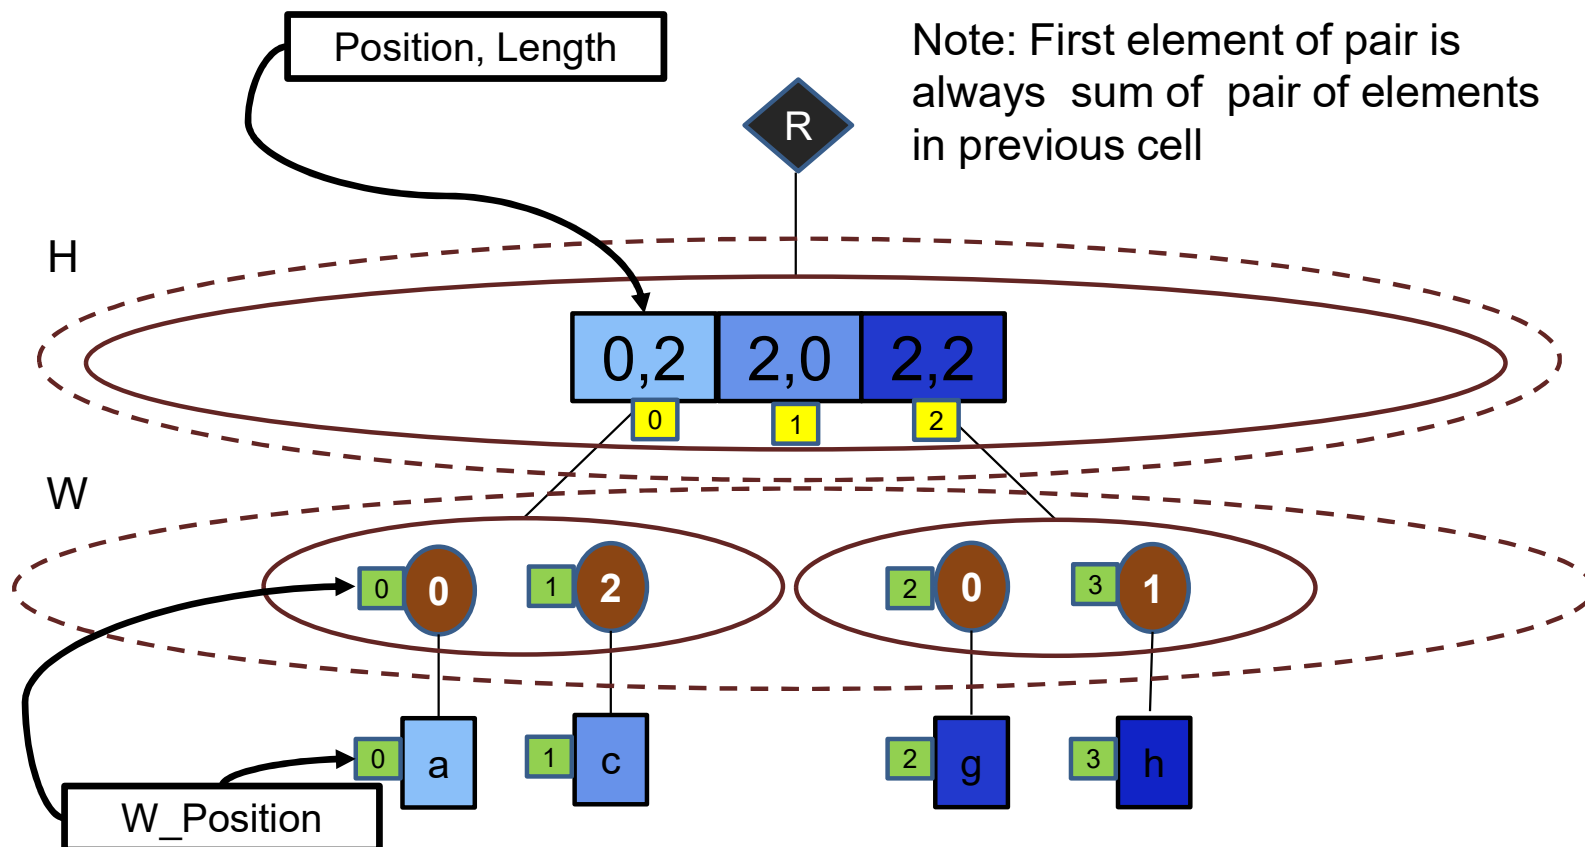 Position, Length
Note: First element of pair is
always sum of pair of elements
in previous cell
R
H
0,2 2,0 2,2
0 1 2
W
0 0 1 2 2 0 3 1
0 a 1 c 2 g 3 h
W_Position